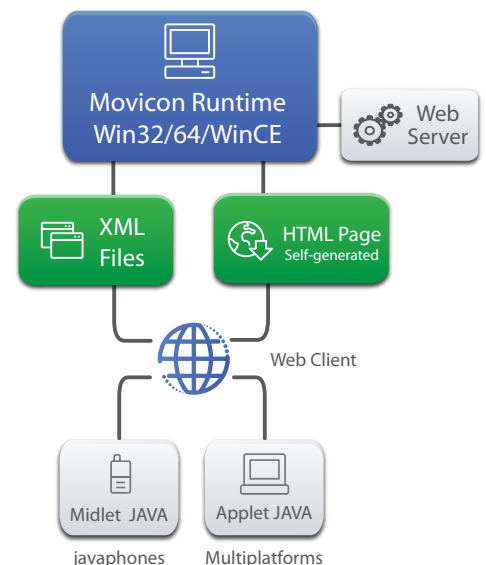 Movicon Runtime
Win32/64/WinCE
Web
Server
XML
Files
HTML Page
Self-generated
Web Client
Midlet JAVA
Applet JAVA
javaphones
Multiplatforms